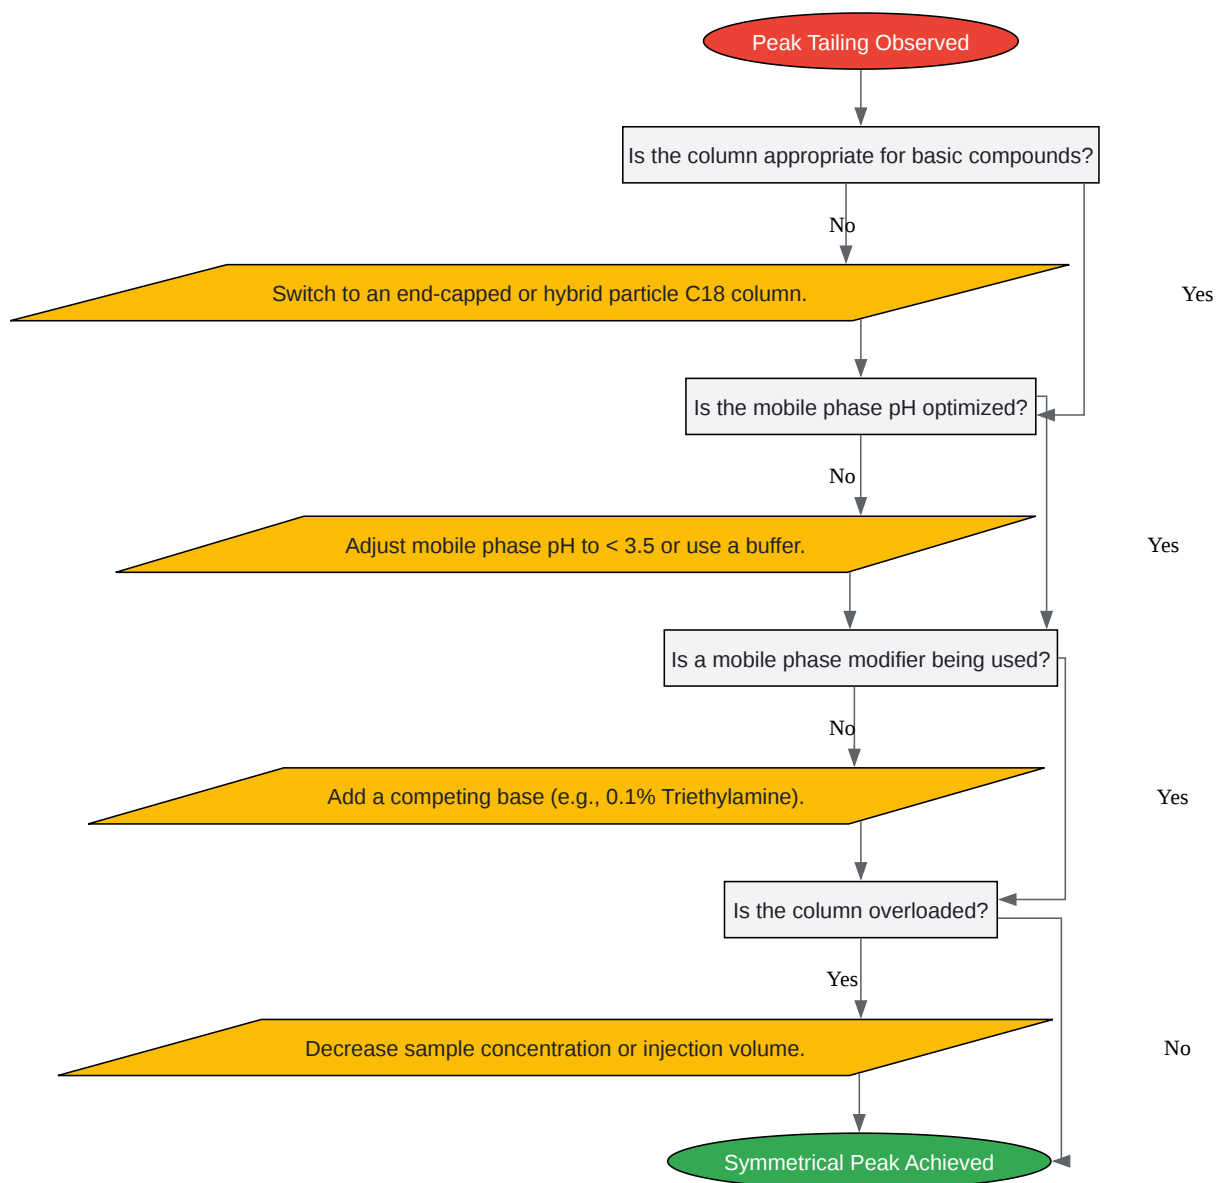 Peak Tailing Observed
Is the column appropriate for basic compounds?
No
Switch to an end-capped or hybrid particle C18 column.
Yes
Is the mobile phase pH optimized?
No
Adjust mobile phase pH to < 3.5 or use a buffer.
Yes
Is a mobile phase modifier being used?
No
Add a competing base (e.g., 0.1% Triethylamine).
Yes
Is the column overloaded?
Yes
Decrease sample concentration or injection volume.
No
Symmetrical Peak Achieved